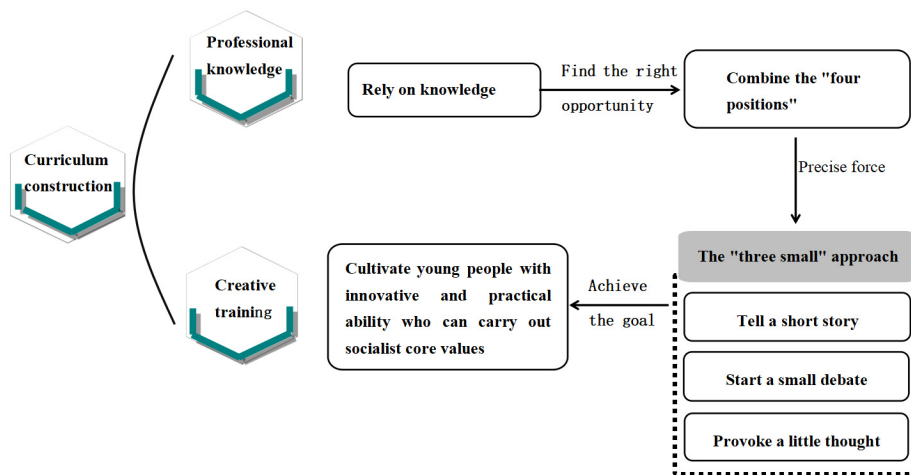 Professional
knowledge
Curriculum
construction
Creative
training
Rely on knowledge
Find the right
opportunity
Combine the "four
positions"
Precise force
The "three small" approach
Tell a short story
Start a small debate
Provoke a little thought
Achieve
the goal
Cultivate young people with
innovative and practical
ability who can carry out
socialist core values